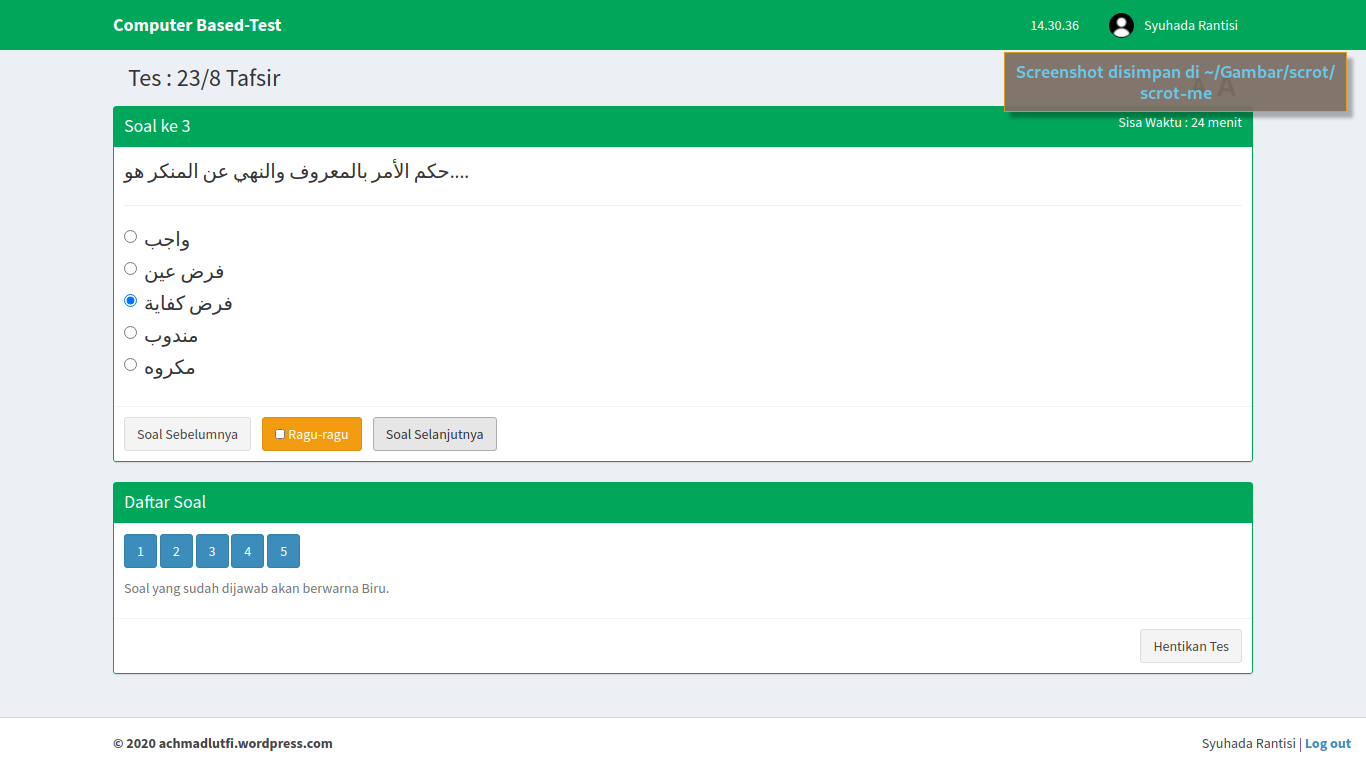 Computer Based-Test
14.30.36
Syuhada Rantisi
Tes : 23/8 Tafsir
Screenshot disimpan di ~/Gambar/scrot/
scrot-me
A
Soal ke 3
Sisa Waktu : 24 menit
حكم الأمر بالمعروف والنهي عن المنكر هو....
واجب
فرض عين
فرض كفاية
مندوب
مكروه
Soal Sebelumnya
Ragu-ragu
Soal Selanjutnya
Daftar Soal
1 2 3 4 5
Soal yang sudah dijawab akan berwarna Biru.
Hentikan Tes
© 2020 achmadlutfi.wordpress.com
Syuhada Rantisi | Log out